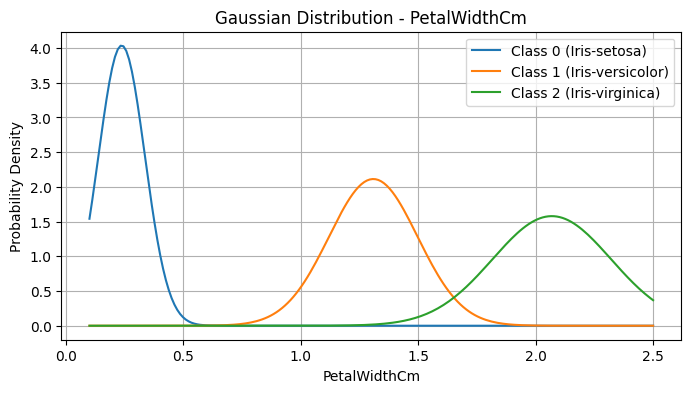 Gaussian Distribution - PetalWidthCm
Class 0 (Iris-setosa)
Class 1 (Iris-versicolor)
Class 2 (Iris-virginica)
Probability Density
4.0
3.5
3.0
2.5
2.0
1.5
1.0
0.5
0.0
0.0 0.5 1.0 1.5 2.0 2.5
PetalWidthCm